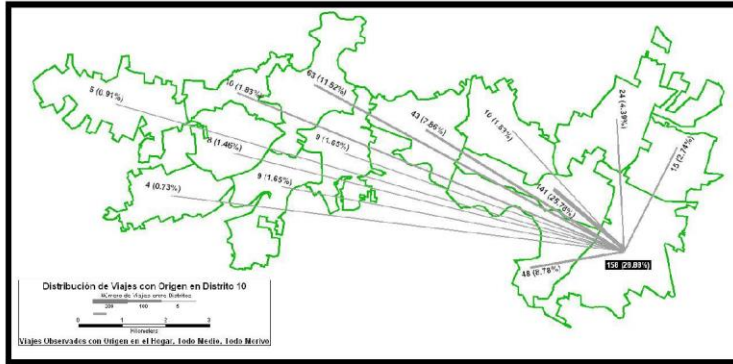 5 (0.91%)
10 (1.83%)
63 (11.52%)
43 (7.86%)
10 (1.83%)
24 (4.39%)
15 (2.74%)
8 (1.46%)
9 (1.65%)
9 (1.65%)
4 (0.73%)
141 (25.78%)
48 (8.78%)
158 (28.88%)
Distribución de Viajes con Origen en Distrito 10
Número de Viajes entre Distritos
200 100 5
0 1 2 3
Kilometers
Viajes Observados con Origen en el Hogar, Todo Medio, Todo Motivo